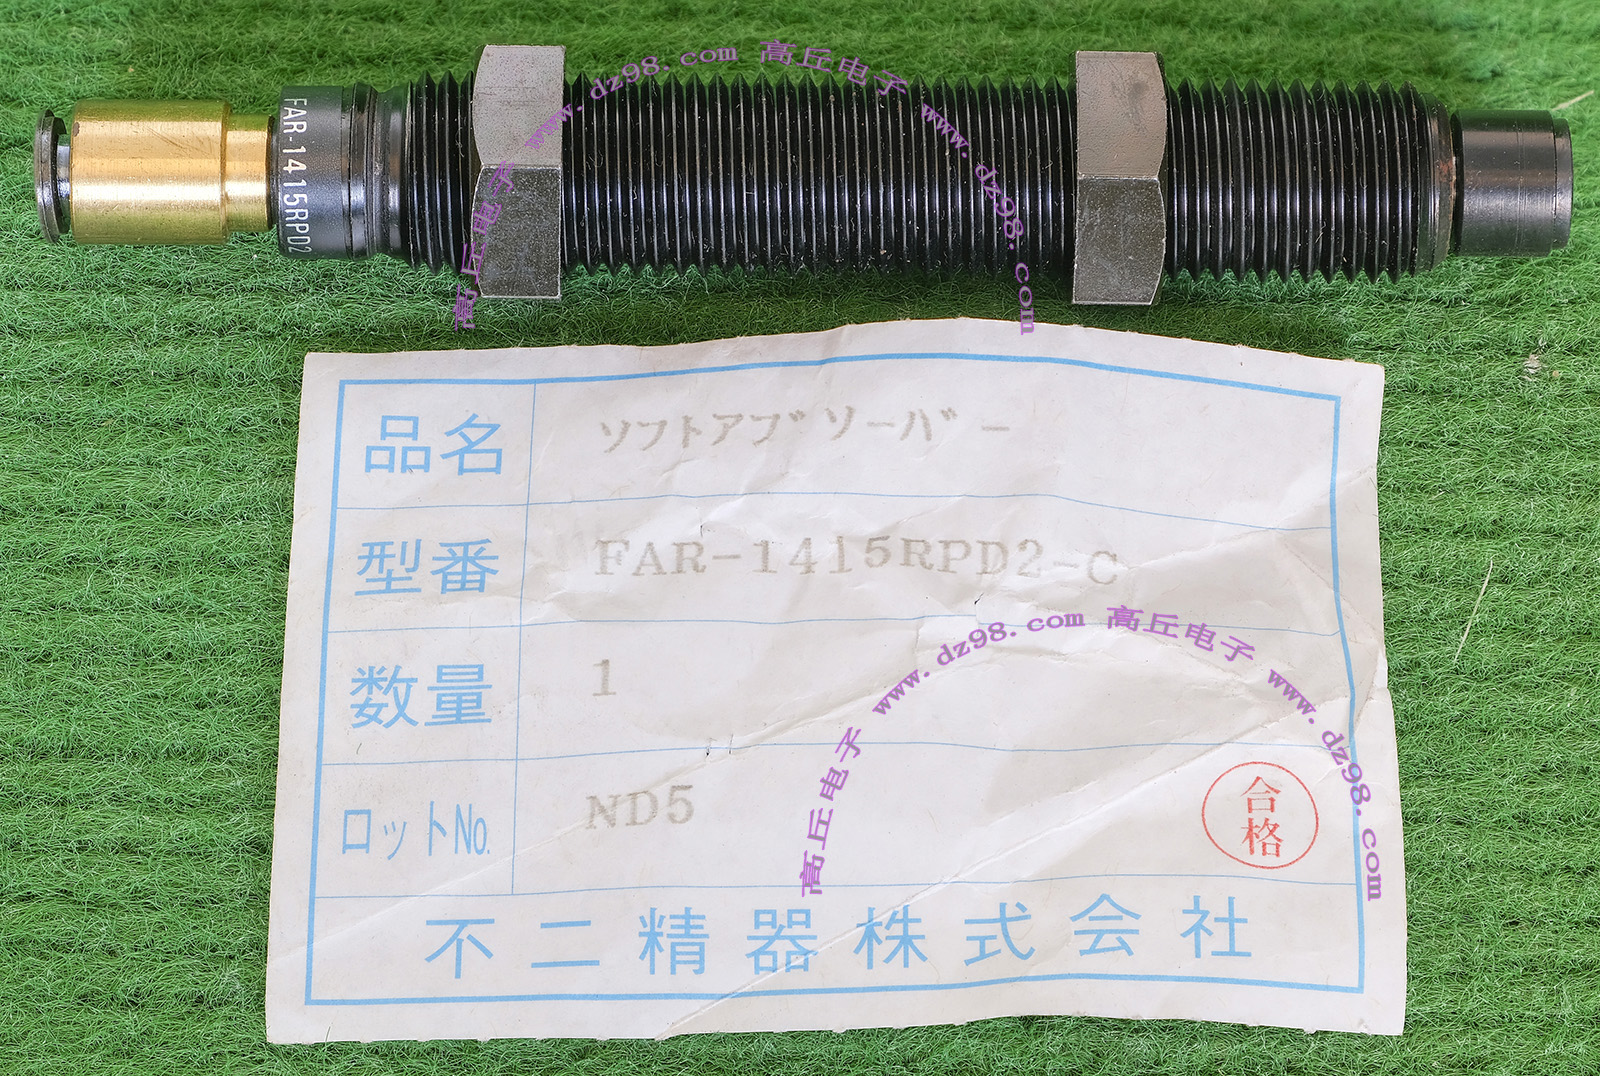 高丘电子 www.dz98.com 高丘电子 www.dz98.com
FAR-1415RPD2
品名 ソフトアブソーバー
型番 FAR-1415RPD2-C
数量 1
ロットNo. ND5
合格
不二精器株式会社
高丘电子 www.dz98.com 高丘电子 www.dz98.com